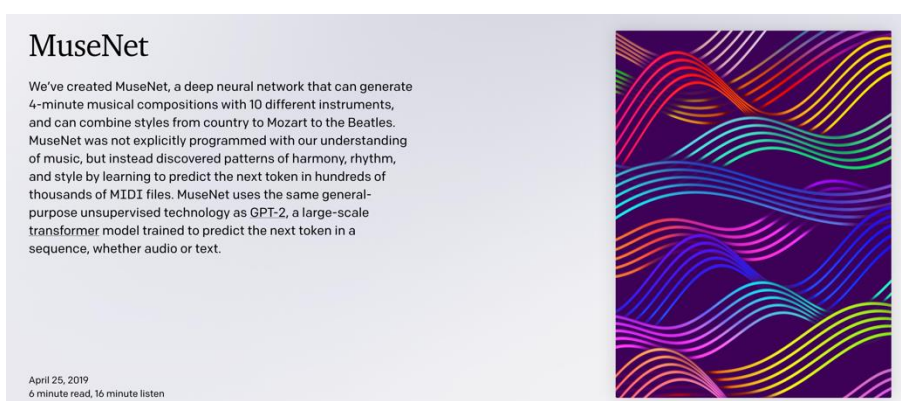 MuseNet
We've created MuseNet, a deep neural network that can generate
4-minute musical compositions with 10 different instruments,
and can combine styles from country to Mozart to the Beatles.
MuseNet was not explicitly programmed with our understanding
of music, but instead discovered patterns of harmony, rhythm,
and style by learning to predict the next token in hundreds of
thousands of MIDI files. MuseNet uses the same general-
purpose unsupervised technology as GPT-2, a large-scale
transformer model trained to predict the next token in a
sequence, whether audio or text.
April 25, 2019
6 minute read, 16 minute listen